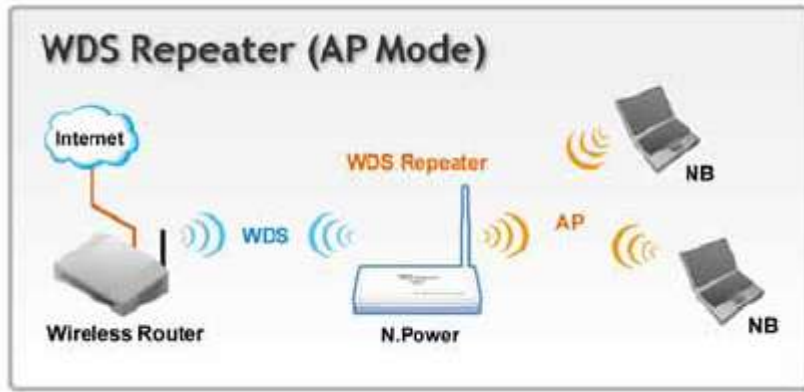 WDS Repeater (AP Mode)
Internet
WDS Repeater
NB
WDS
AP
Wireless Router
N.Power
NB